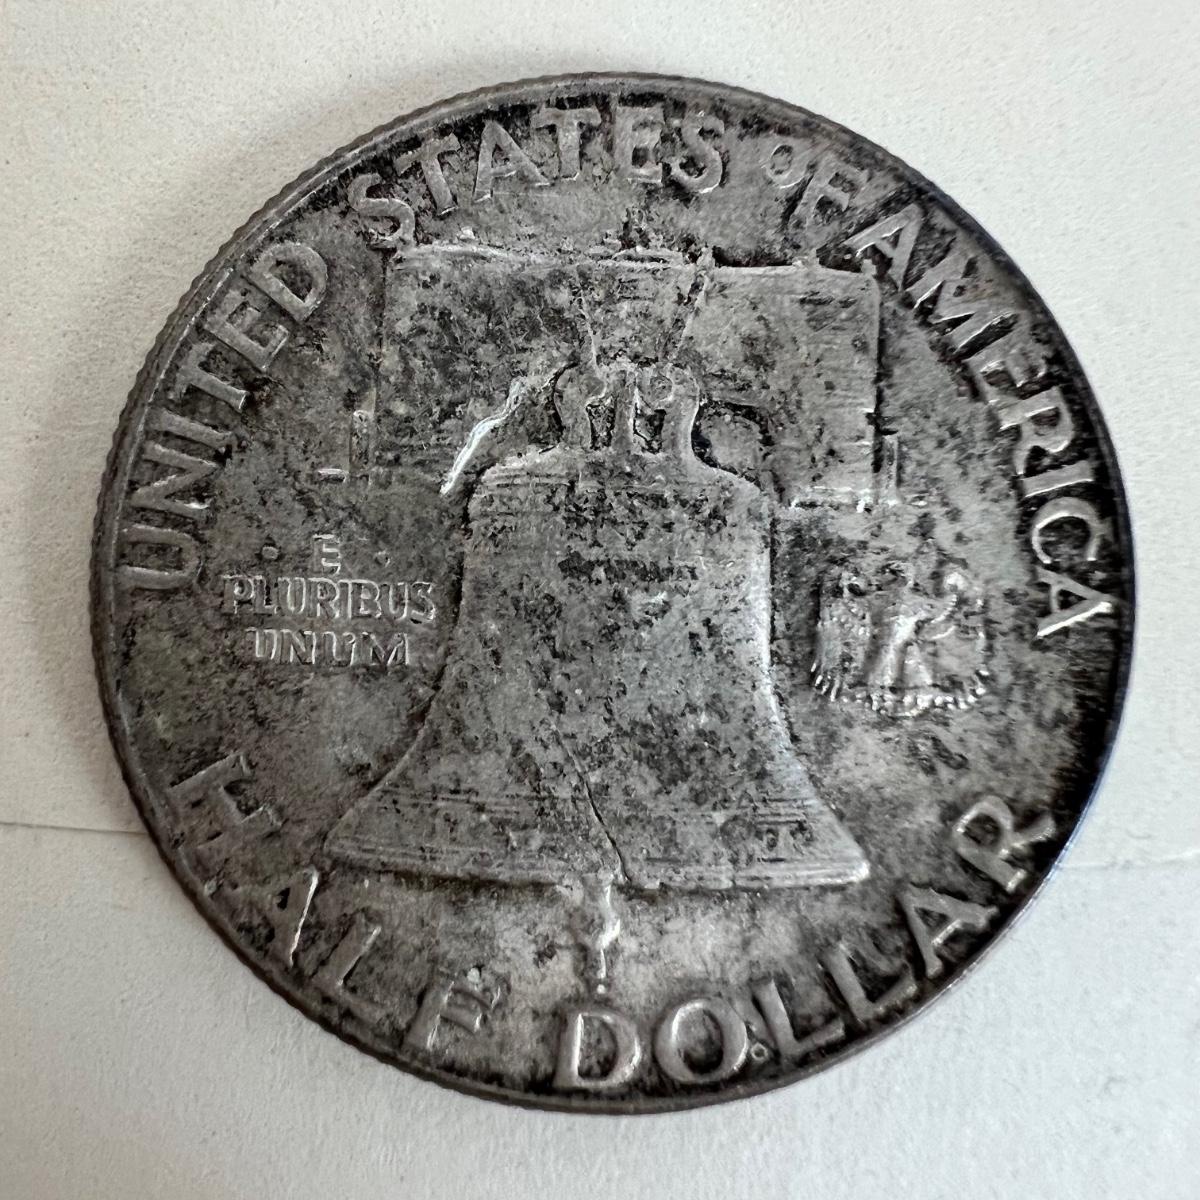 UNITED STATES OF AMERICA
· E ·
PLURIBUS
UNUM
HALF DOLLAR